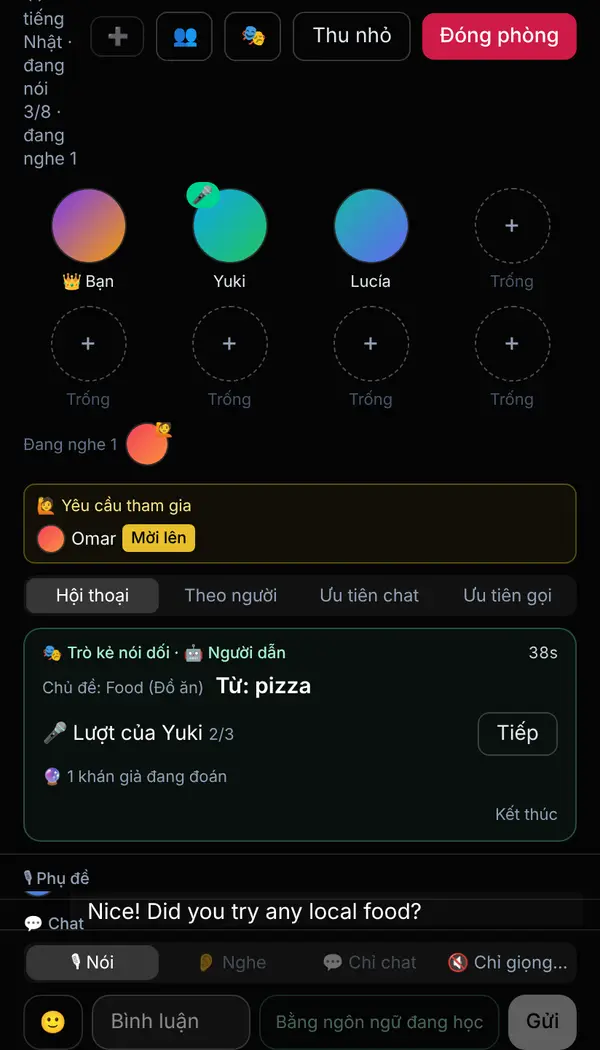 tiếng
Nhật ·
đang
nói
3/8 ·
đang
nghe 1
Thu nhỏ
Đóng phòng
Bạn
Yuki
Lucía
Trống
Trống
Trống
Trống
Trống
Đang nghe 1
Yêu cầu tham gia
Omar Mời lên
Hội thoại Theo người Ưu tiên chat Ưu tiên gọi
Trò kẻ nói dối · Người dẫn 38s
Chủ đề: Food (Đồ ăn) Từ: pizza
Lượt của Yuki 2/3 Tiếp
1 khán giả đang đoán
Kết thúc
Phụ đề
Nice! Did you try any local food?
Chat
Nói Nghe Chỉ chat Chỉ giọng...
Bình luận Bằng ngôn ngữ đang học Gửi